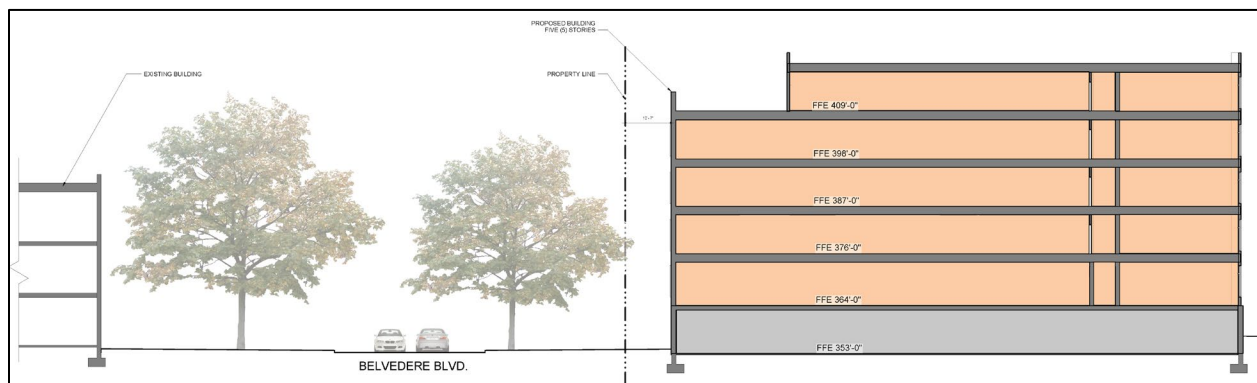 PROPOSED BUILDING
FIVE (5) STORIES
EXISTING BUILDING
PROPERTY LINE
FFE 409'-0"
FFE 398'-0"
FFE 387'-0"
FFE 376'-0"
FFE 364'-0"
FFE 353'-0"
BELVEDERE BLVD.